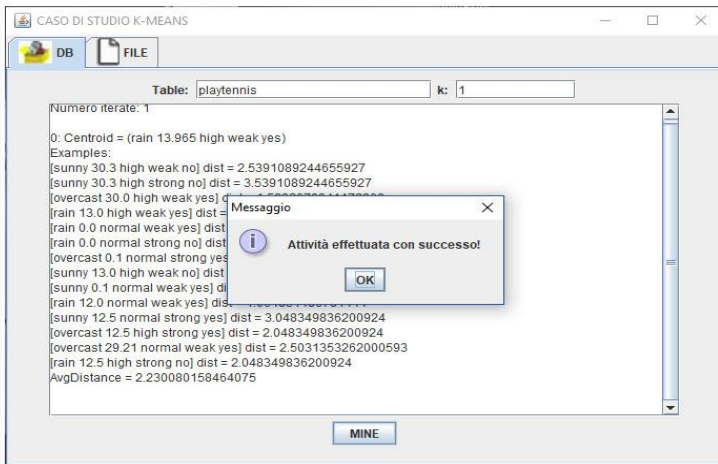 CASO DI STUDIO K-MEANS
DB FILE
Table: playtennis k: 1
Numero iterate: 1
0: Centroid = (rain 13.965 high weak yes)
Examples:
[sunny 30.3 high weak no] dist = 2.5391089244655927
[sunny 30.3 high strong no] dist = 3.5391089244655927
[overcast 30.0 high weak yes]
[rain 13.0 high weak yes] dist =
[rain 0.0 normal weak yes] dist
[rain 0.0 normal strong no] dist
[overcast 0.1 normal strong yes
[sunny 13.0 high weak no] dist
[sunny 0.1 normal weak yes] di
[rain 12.0 normal weak yes] dis
[sunny 12.5 normal strong yes] dist = 3.048349836200924
[overcast 12.5 high strong yes] dist = 2.048349836200924
[overcast 29.21 normal weak yes] dist = 2.5031353262000593
[rain 12.5 high strong no] dist = 2.048349836200924
AvgDistance = 2.230080158464075
Messaggio
Attività effettuata con successo!
OK
MINE